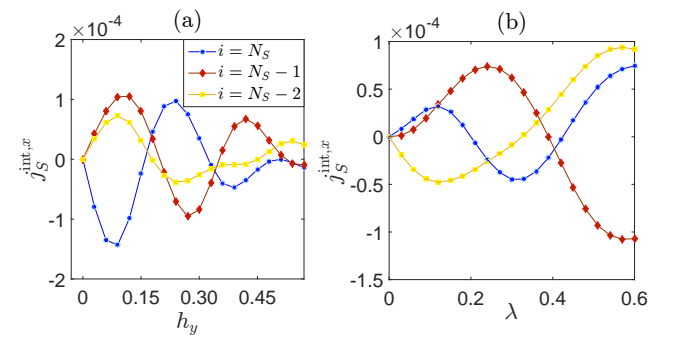 (a)
×10⁻⁴
2
1
0
-1
-2
j_S^{int,x}
i = N_S
i = N_S − 1
i = N_S − 2
0 0.15 0.30 0.45
h_y
(b)
×10⁻⁴
1
0.5
0
-0.5
-1
-1.5
j_S^{int,x}
0 0.2 0.4 0.6
λ